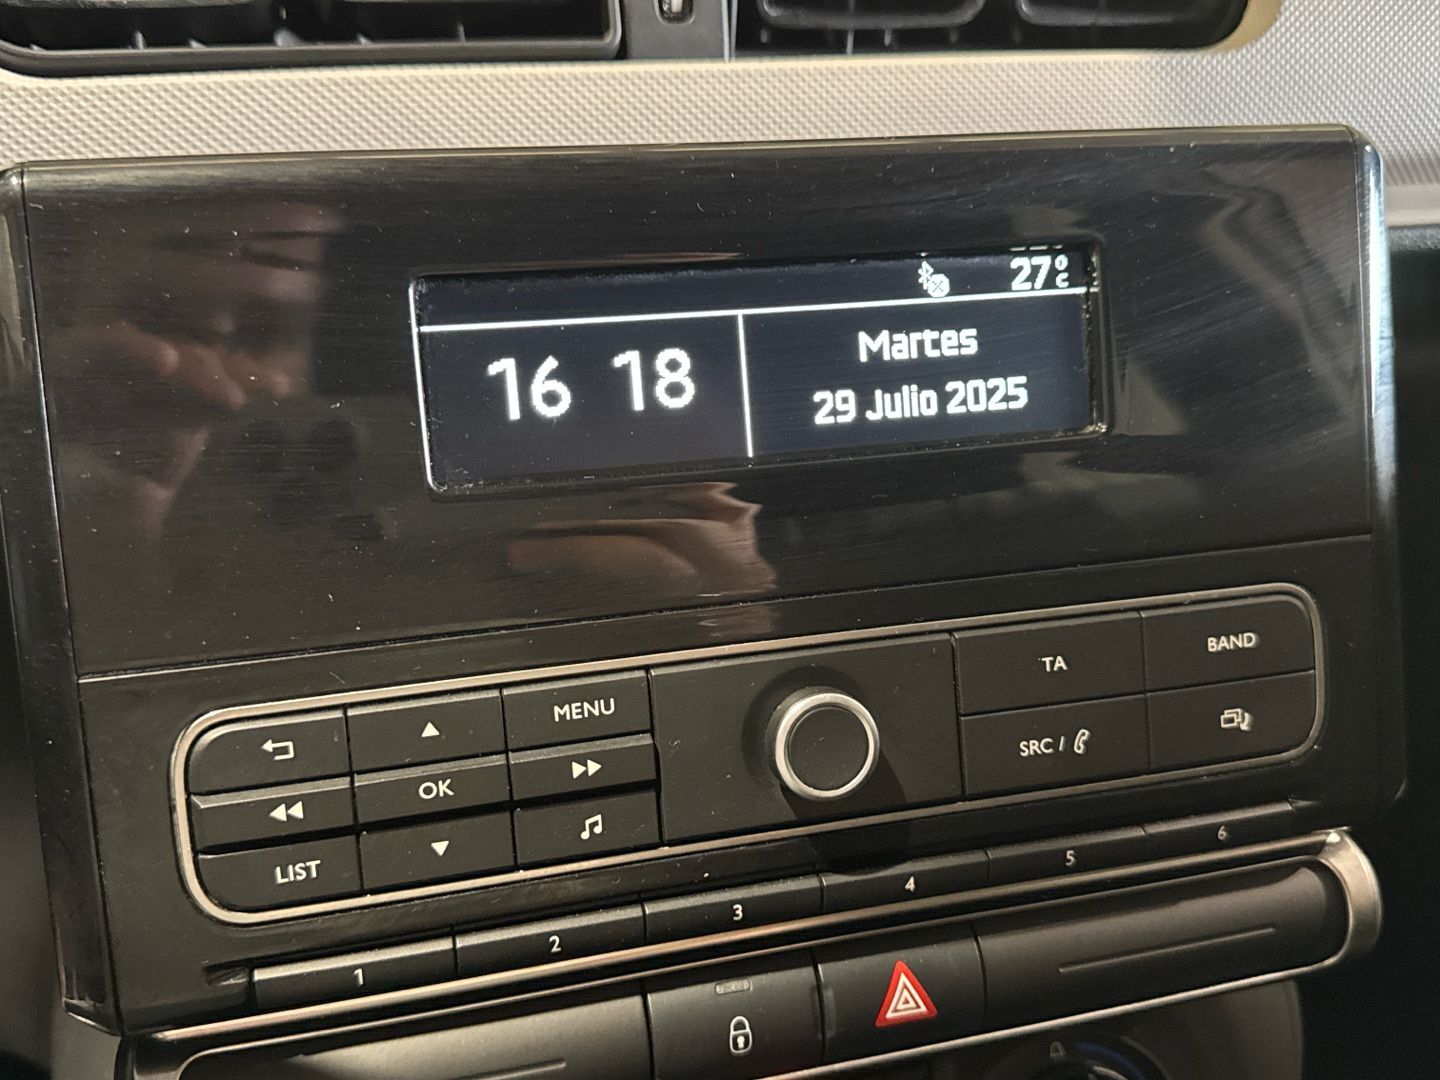 27°C
16 18
Martes
29 Julio 2025
TA
BAND
MENU
SRC /
OK
LIST
1
2
3
4
5
6